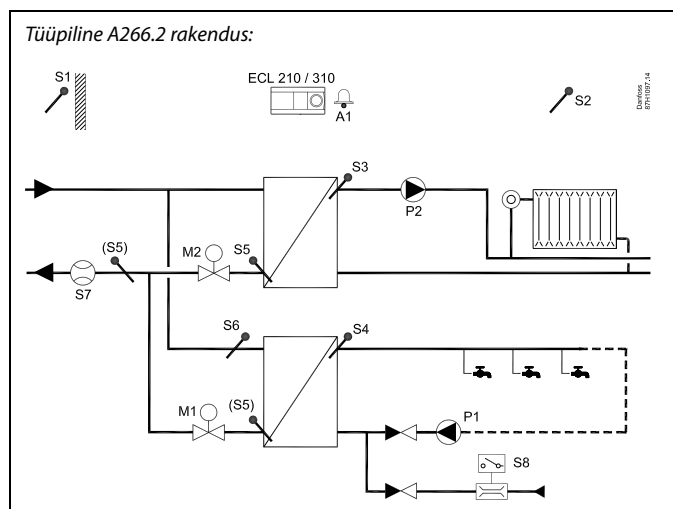 Tüüpiline A266.2 rakendus:
S1
ECL 210 / 310
A1
S2
Danfoss
87H1097.14
S3
P2
(S5)
M2
S5
S7
S6
S4
M1
(S5)
P1
S8